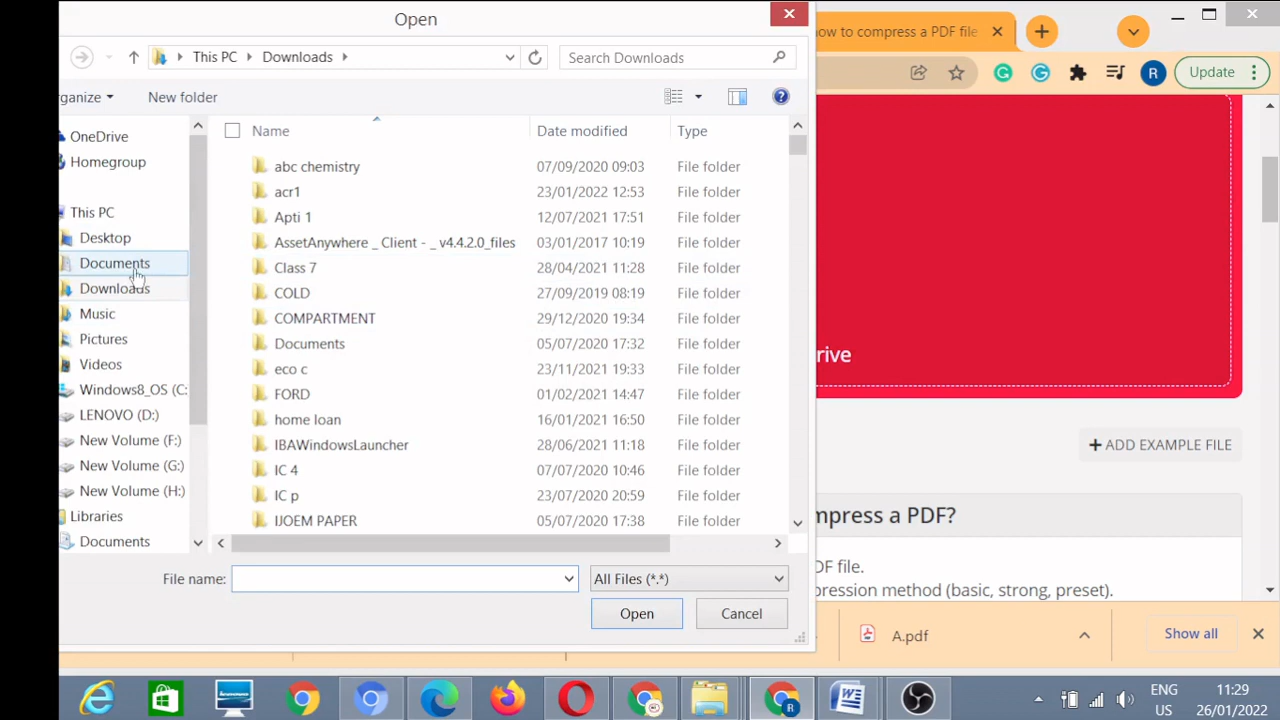 Open
how to compress a PDF file
This PC Downloads
Search Downloads
R
Update
rganize
New folder
OneDrive
Homegroup
This PC
Desktop
Documents
Downloads
Music
Pictures
Videos
Windows8_OS (C:
LENOVO (D:)
New Volume (F:)
New Volume (G:)
New Volume (H:)
Libraries
Documents
Name Date modified Type
abc chemistry 07/09/2020 09:03 File folder
acr1 23/01/2022 12:53 File folder
Apti 1 12/07/2021 17:51 File folder
AssetAnywhere _ Client - _ v4.4.2.0_files 03/01/2017 10:19 File folder
Class 7 28/04/2021 11:28 File folder
COLD 27/09/2019 08:19 File folder
COMPARTMENT 29/12/2020 19:34 File folder
Documents 05/07/2020 17:32 File folder
eco c 23/11/2021 19:33 File folder
FORD 01/02/2021 14:47 File folder
home loan 16/01/2021 16:50 File folder
IBAWindowsLauncher 28/06/2021 11:18 File folder
IC 4 07/07/2020 10:46 File folder
IC p 23/07/2020 20:59 File folder
IJOEM PAPER 05/07/2020 17:38 File folder
File name:
All Files (*.*)
Open
Cancel
rive
+ ADD EXAMPLE FILE
mpress a PDF?
DF file.
pression method (basic, strong, preset).
A.pdf
Show all
lenovo
R
W
ENG
US
11:29
26/01/2022